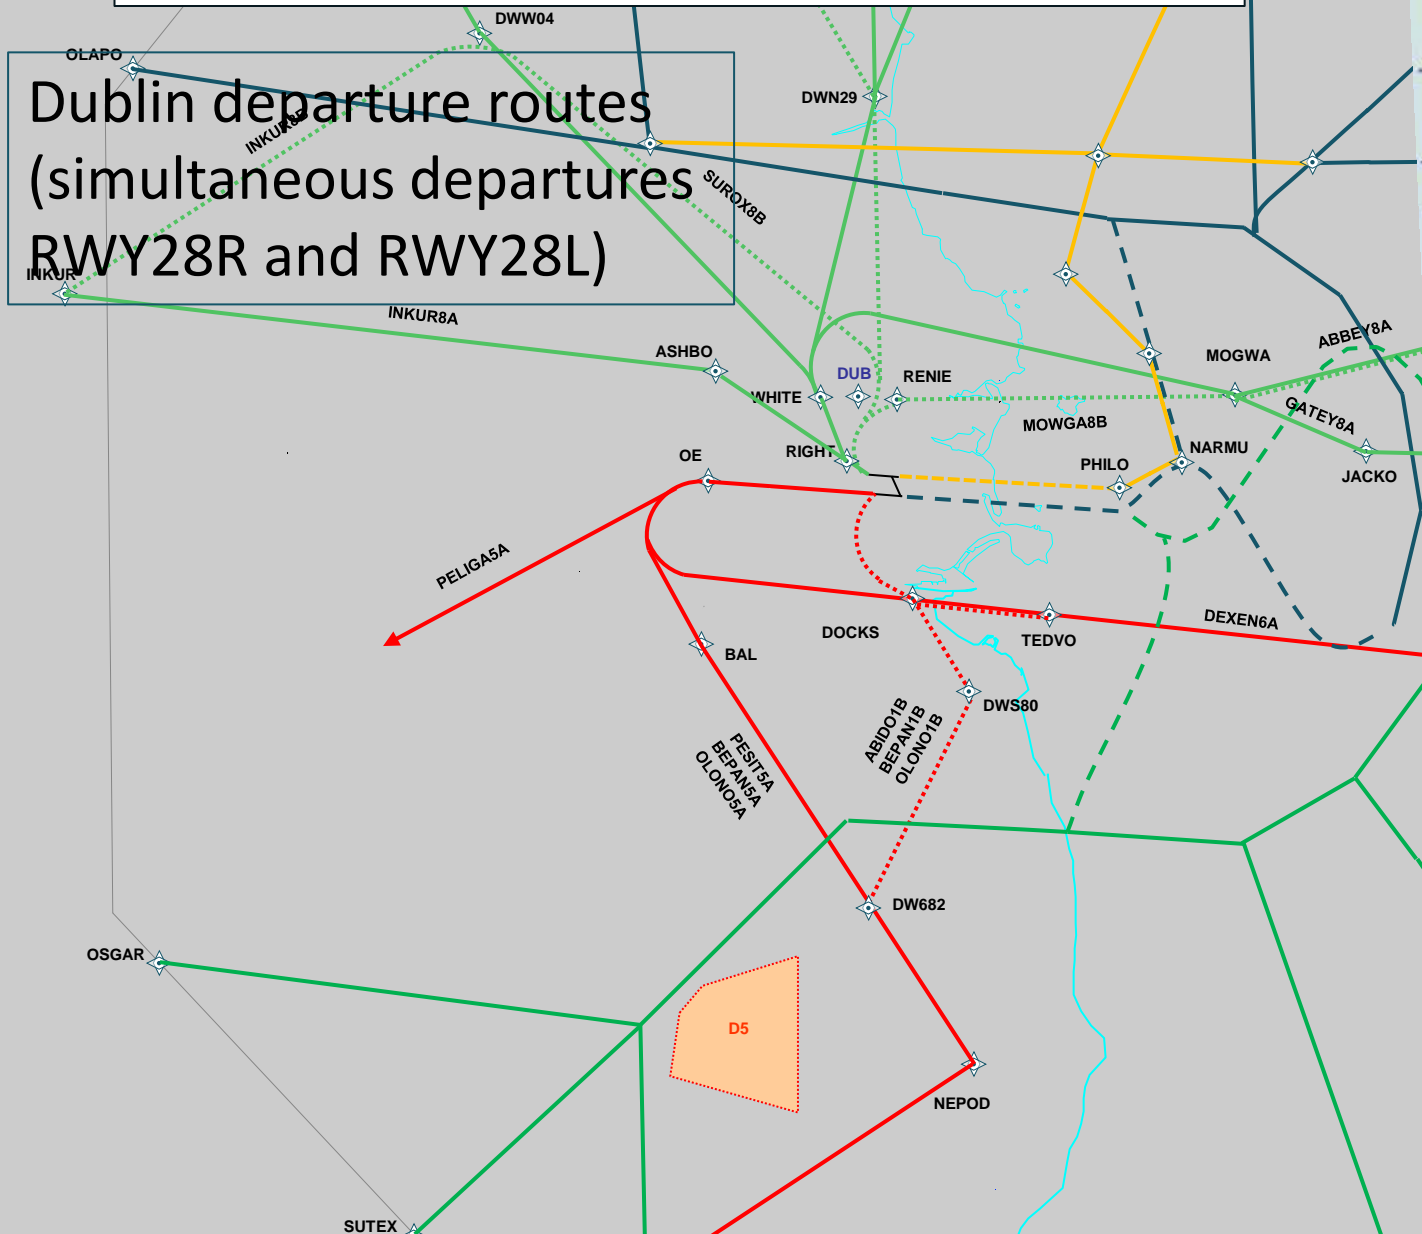 DWW04
OLAPO
Dublin departure routes
(simultaneous departures
RWY28R and RWY28L)
DWN29
INKUR8B
SUROX8B
INKUR
INKUR8A
ASHBO
WHITE
DUB
RENIE
MOGWA
ABBEY8A
GATEY8A
MOWGA8B
RIGHT
OE
PHILO
NARMU
JACKO
PELIGA5A
DOCKS
TEDVO
DEXEN6A
BAL
DWS80
ABIDO1B
BEPAN1B
OLONO1B
PESIT5A
BEPAN5A
OLONO5A
DW682
OSGAR
D5
NEPOD
SUTEX